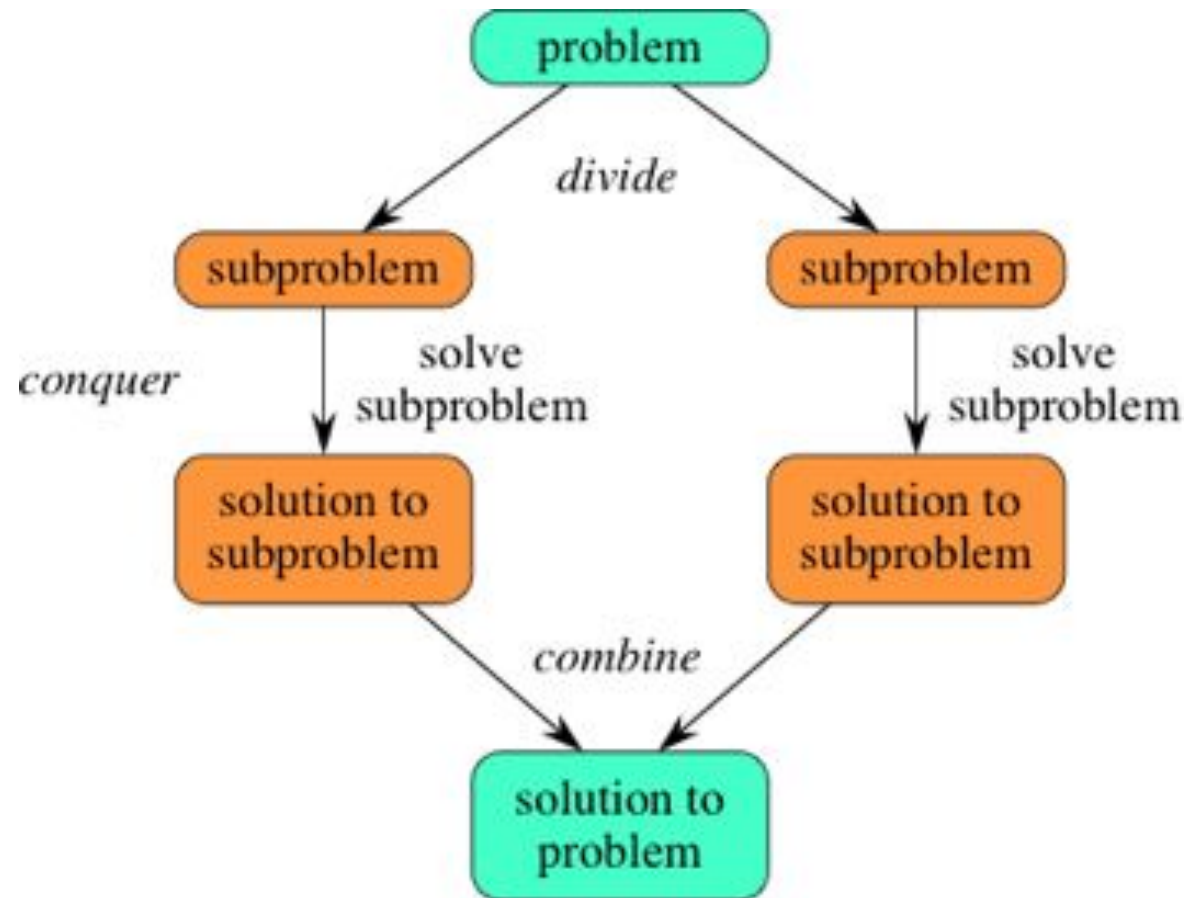 problem
divide
subproblem
subproblem
conquer
solve
subproblem
solve
subproblem
solution to
subproblem
solution to
subproblem
combine
solution to
problem